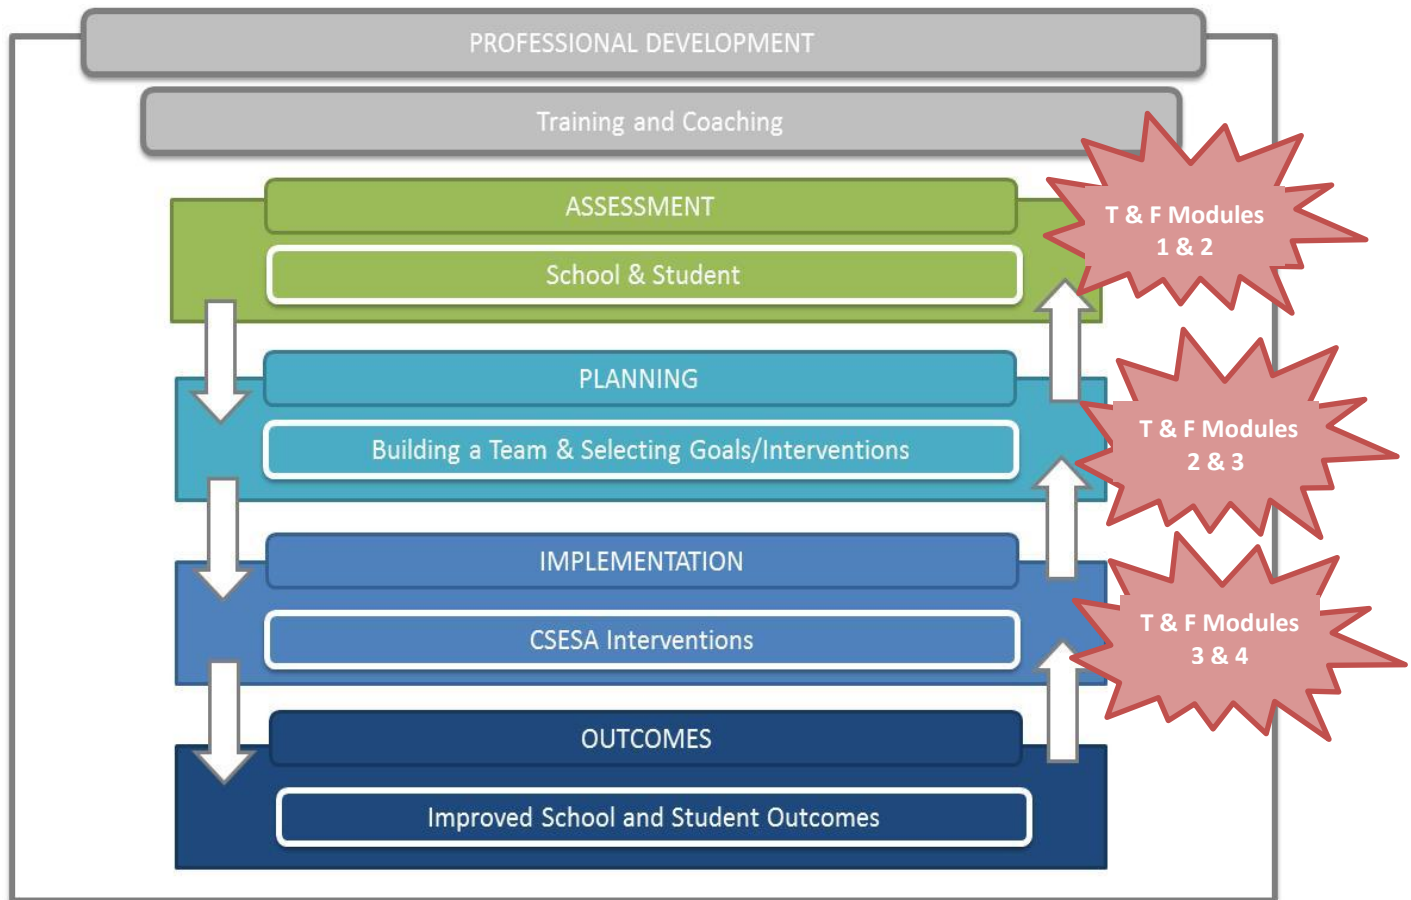 PROFESSIONAL DEVELOPMENT
Training and Coaching
ASSESSMENT
School & Student
T & F Modules
1 & 2
PLANNING
Building a Team & Selecting Goals/Interventions
T & F Modules
2 & 3
IMPLEMENTATION
CSESA Interventions
T & F Modules
3 & 4
OUTCOMES
Improved School and Student Outcomes